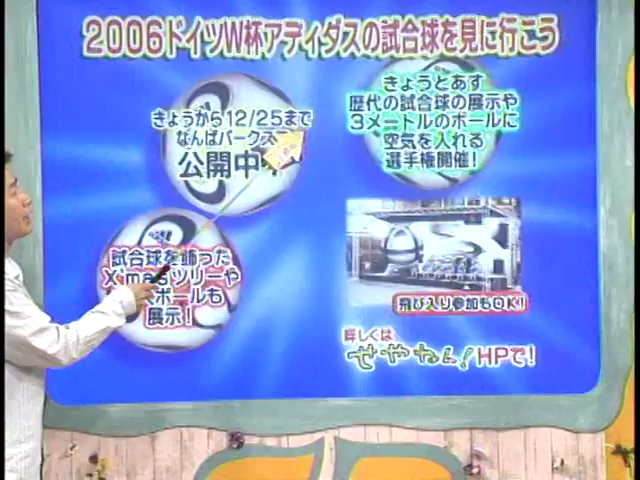 2006ドイツW杯アディダスの試合球を見に行こう
きょうから12/25まで
なんばパークス
公開中!
きょうとあす
歴代の試合球の展示や
3メートルのボールに
空気を入れる
選手権開催!
試合球を飾った
X'masツリーや
ボールも
展示!
飛び入り参加もOK!
詳しくは
せやねん!HPで!